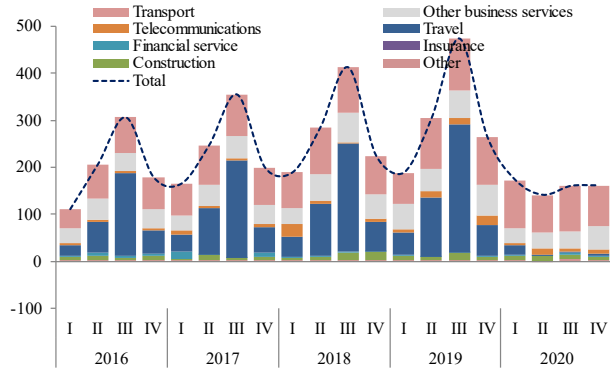 Transport
Other business services
Telecommunications
Travel
Financial service
Insurance
Construction
Other
Total
500
400
300
200
100
0
-100
I II III IV I II III IV I II III IV I II III IV I II III IV
2016 2017 2018 2019 2020